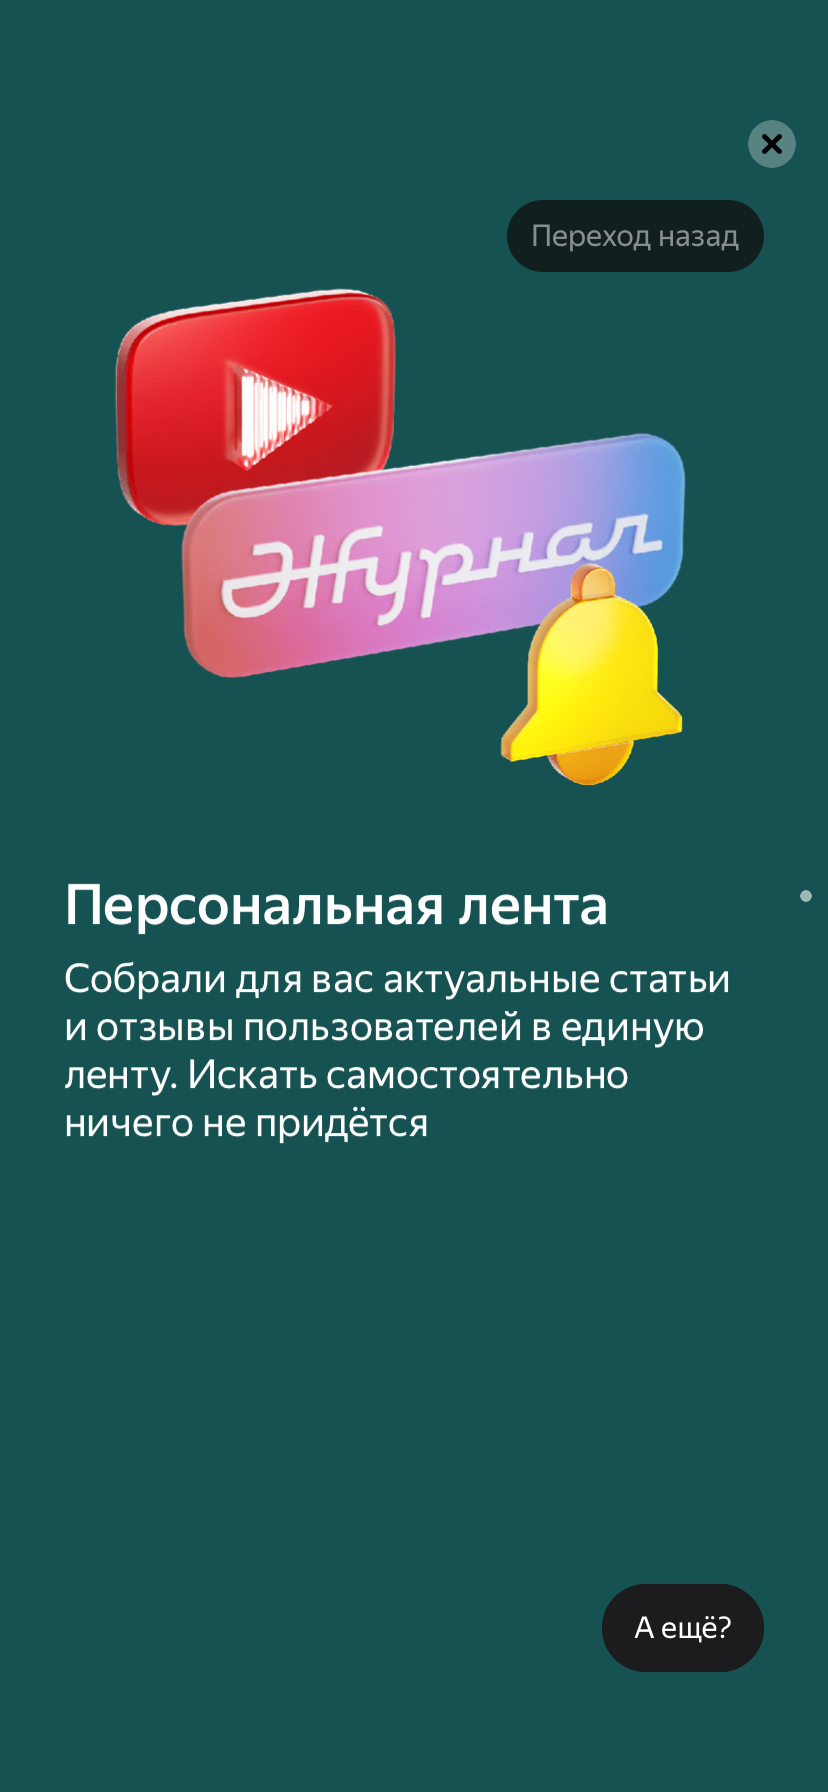 Переход назад
Журнал
Персональная лента
Собрали для вас актуальные статьи
и отзывы пользователей в единую
ленту. Искать самостоятельно
ничего не придётся
А ещё?